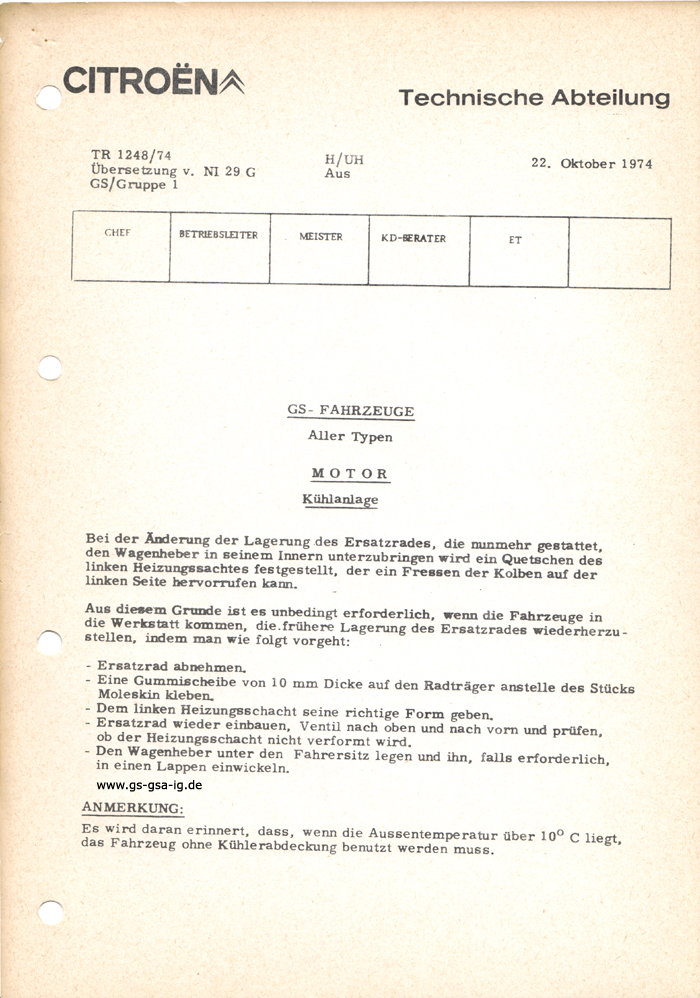 CITROËN
Technische Abteilung
TR 1248/74
Übersetzung v. NI 29 G
GS/Gruppe 1
H/UH
Aus
22. Oktober 1974
CHEF
BETRIEBSLEITER
MEISTER
KD-BERATER
ET
GS- FAHRZEUGE
Aller Typen
M O T O R
Kühlanlage
Bei der Änderung der Lagerung des Ersatzrades, die nunmehr gestattet,
den Wagenheber in seinem Innern unterzubringen wird ein Quetschen des
linken Heizungssachtes festgestellt, der ein Fressen der Kolben auf der
linken Seite hervorrufen kann.
Aus diesem Grunde ist es unbedingt erforderlich, wenn die Fahrzeuge in
die Werkstatt kommen, die.frühere Lagerung des Ersatzrades wiederherzu-
stellen, indem man wie folgt vorgeht:
- Ersatzrad abnehmen.
- Eine Gummischeibe von 10 mm Dicke auf den Radträger anstelle des Stücks
Moleskin kleben.
- Dem linken Heizungsschacht seine richtige Form geben.
- Ersatzrad wieder einbauen, Ventil nach oben und nach vorn und prüfen,
ob der Heizungsschacht nicht verformt wird.
- Den Wagenheber unter den Fahrersitz legen und ihn, falls erforderlich,
in einen Lappen einwickeln.
www.gs-gsa-ig.de
ANMERKUNG:
Es wird daran erinnert, dass, wenn die Aussentemperatur über 10° C liegt,
das Fahrzeug ohne Kühlerabdeckung benutzt werden muss.